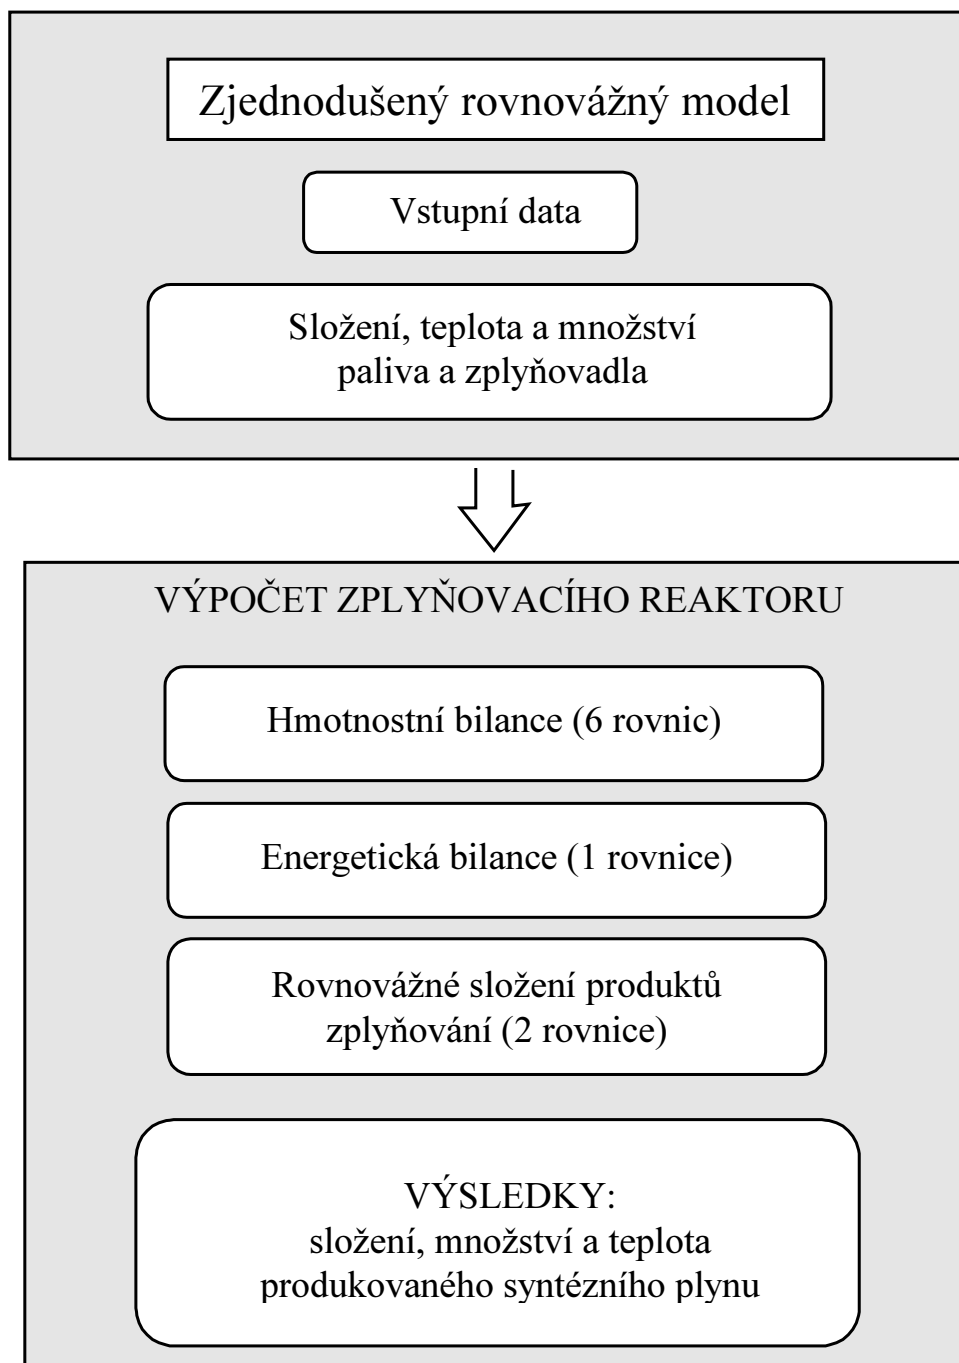 Zjednodušený rovnovážný model
Vstupní data
Složení, teplota a množství
paliva a zplyňovadla
VÝPOČET ZPLYŇOVACÍHO REAKTORU
Hmotnostní bilance (6 rovnic)
Energetická bilance (1 rovnice)
Rovnovážné složení produktů
zplyňování (2 rovnice)
VÝSLEDKY:
složení, množství a teplota
produkovaného syntézního plynu